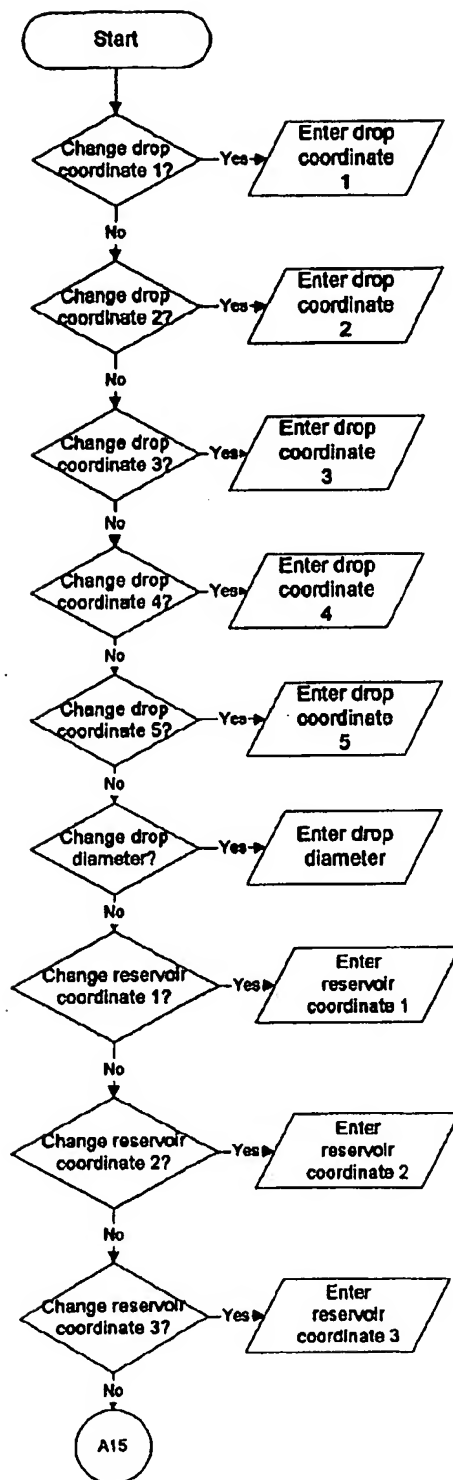 Start
Change drop
coordinate 1?
Yes
Enter drop
coordinate
1
No
Change drop
coordinate 2?
Yes
Enter drop
coordinate
2
No
Change drop
coordinate 3?
Yes
Enter drop
coordinate
3
No
Change drop
coordinate 4?
Yes
Enter drop
coordinate
4
No
Change drop
coordinate 5?
Yes
Enter drop
coordinate
5
No
Change drop
diameter?
Yes
Enter drop
diameter
No
Change reservoir
coordinate 1?
Yes
Enter
reservoir
coordinate 1
No
Change reservoir
coordinate 2?
Yes
Enter
reservoir
coordinate 2
No
Change reservoir
coordinate 3?
Yes
Enter
reservoir
coordinate 3
No
A15